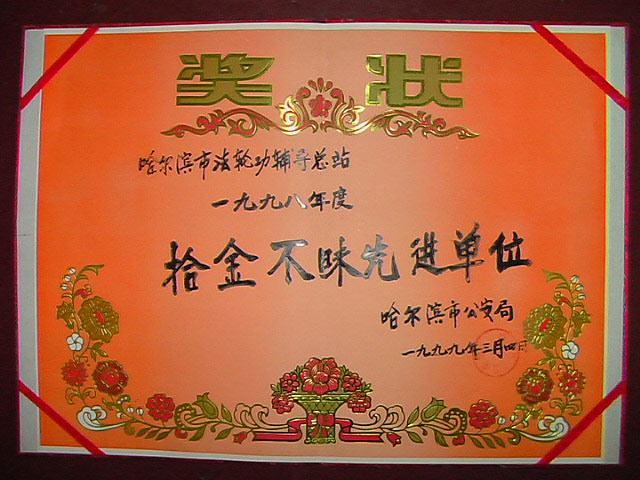 奖状
哈尔滨市法轮功辅导总站
一九九八年度
拾金不昧先进单位
哈尔滨市公安局
一九九九年三月四日